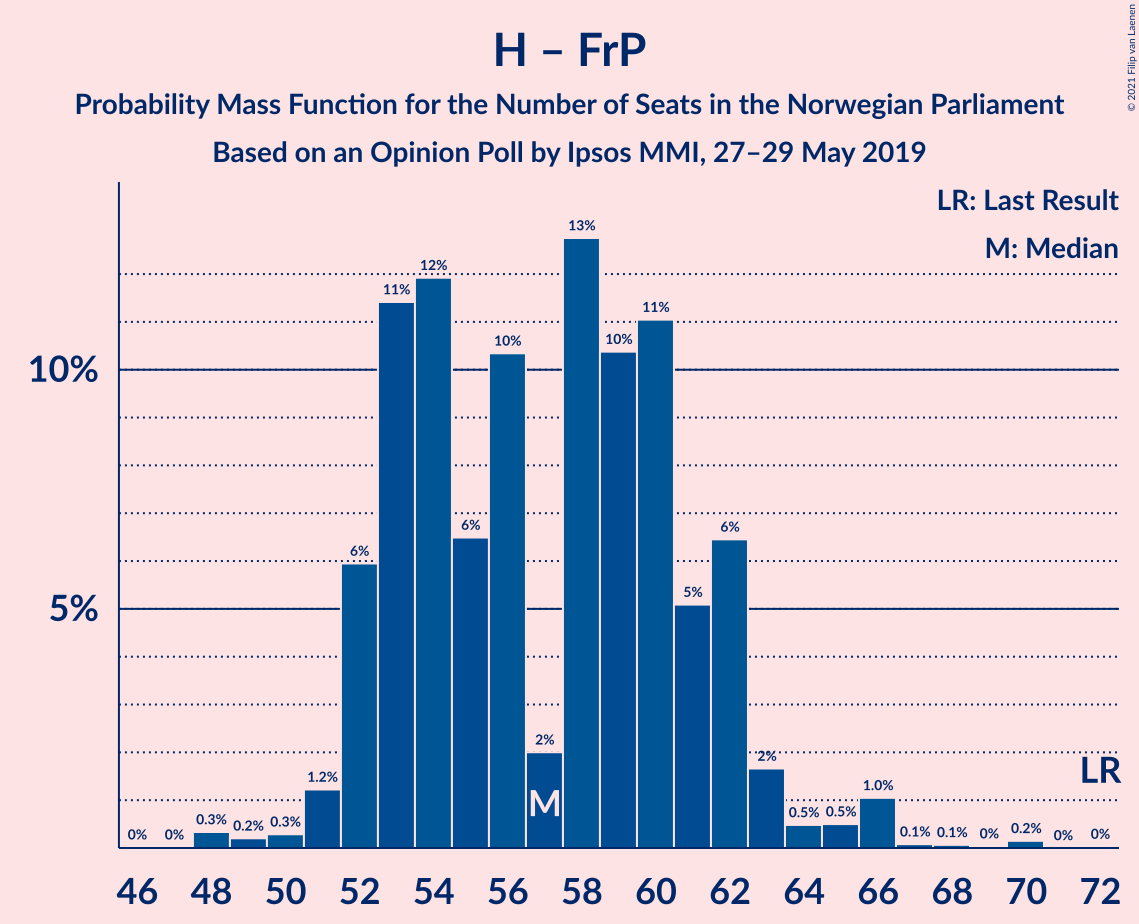 H – FrP
Probability Mass Function for the Number of Seats in the Norwegian Parliament
Based on an Opinion Poll by Ipsos MMI, 27–29 May 2019
© 2021 Filip van Laenen
LR: Last Result
M: Median
10%
5%
0% 0% 0.3% 0.2% 0.3% 1.2% 6% 11% 12% 6% 10% 2% 13% 10% 11% 5% 6% 2% 0.5% 0.5% 1.0% 0.1% 0.1% 0% 0.2% 0% 0%
M
LR
46 48 50 52 54 56 58 60 62 64 66 68 70 72